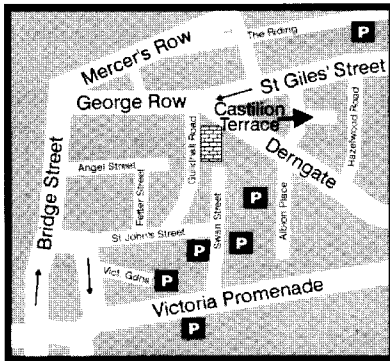 The Riding
P
Mercer's Row
St Giles' Street
George Row
Castilion
Terrace
Guildhall Road
Hazelwood Road
Derngate
Angel Street
Fetter Street
Bridge Street
P
Albion Place
Swan Street
St John's Street
P
P
Vict. Gdns
P
Victoria Promenade
P